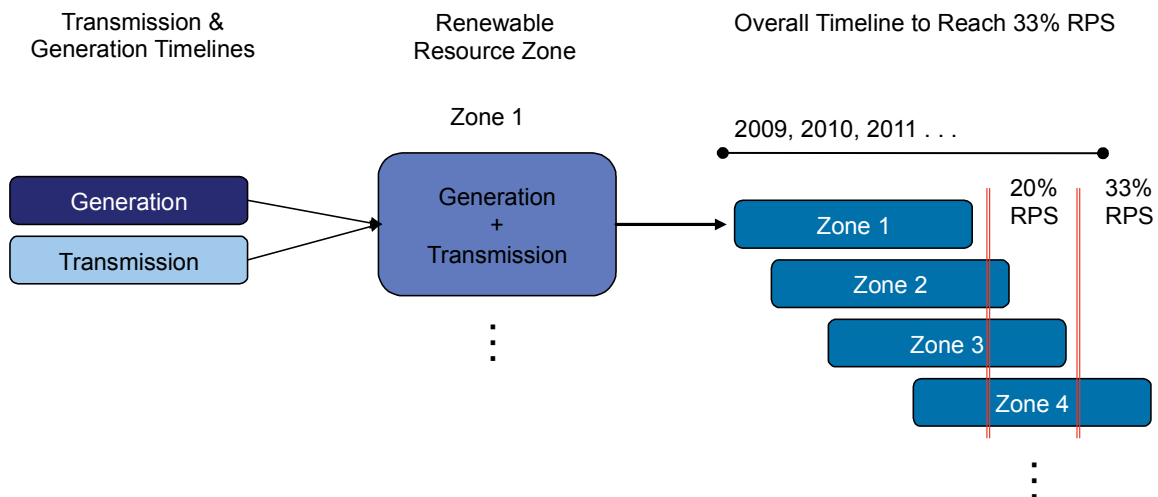 Transmission &
Generation Timelines
Renewable
Resource Zone
Overall Timeline to Reach 33% RPS
Zone 1
2009, 2010, 2011 . . .
Generation
Transmission
Generation
+
Transmission
20%
RPS
33%
RPS
Zone 1
Zone 2
Zone 3
Zone 4